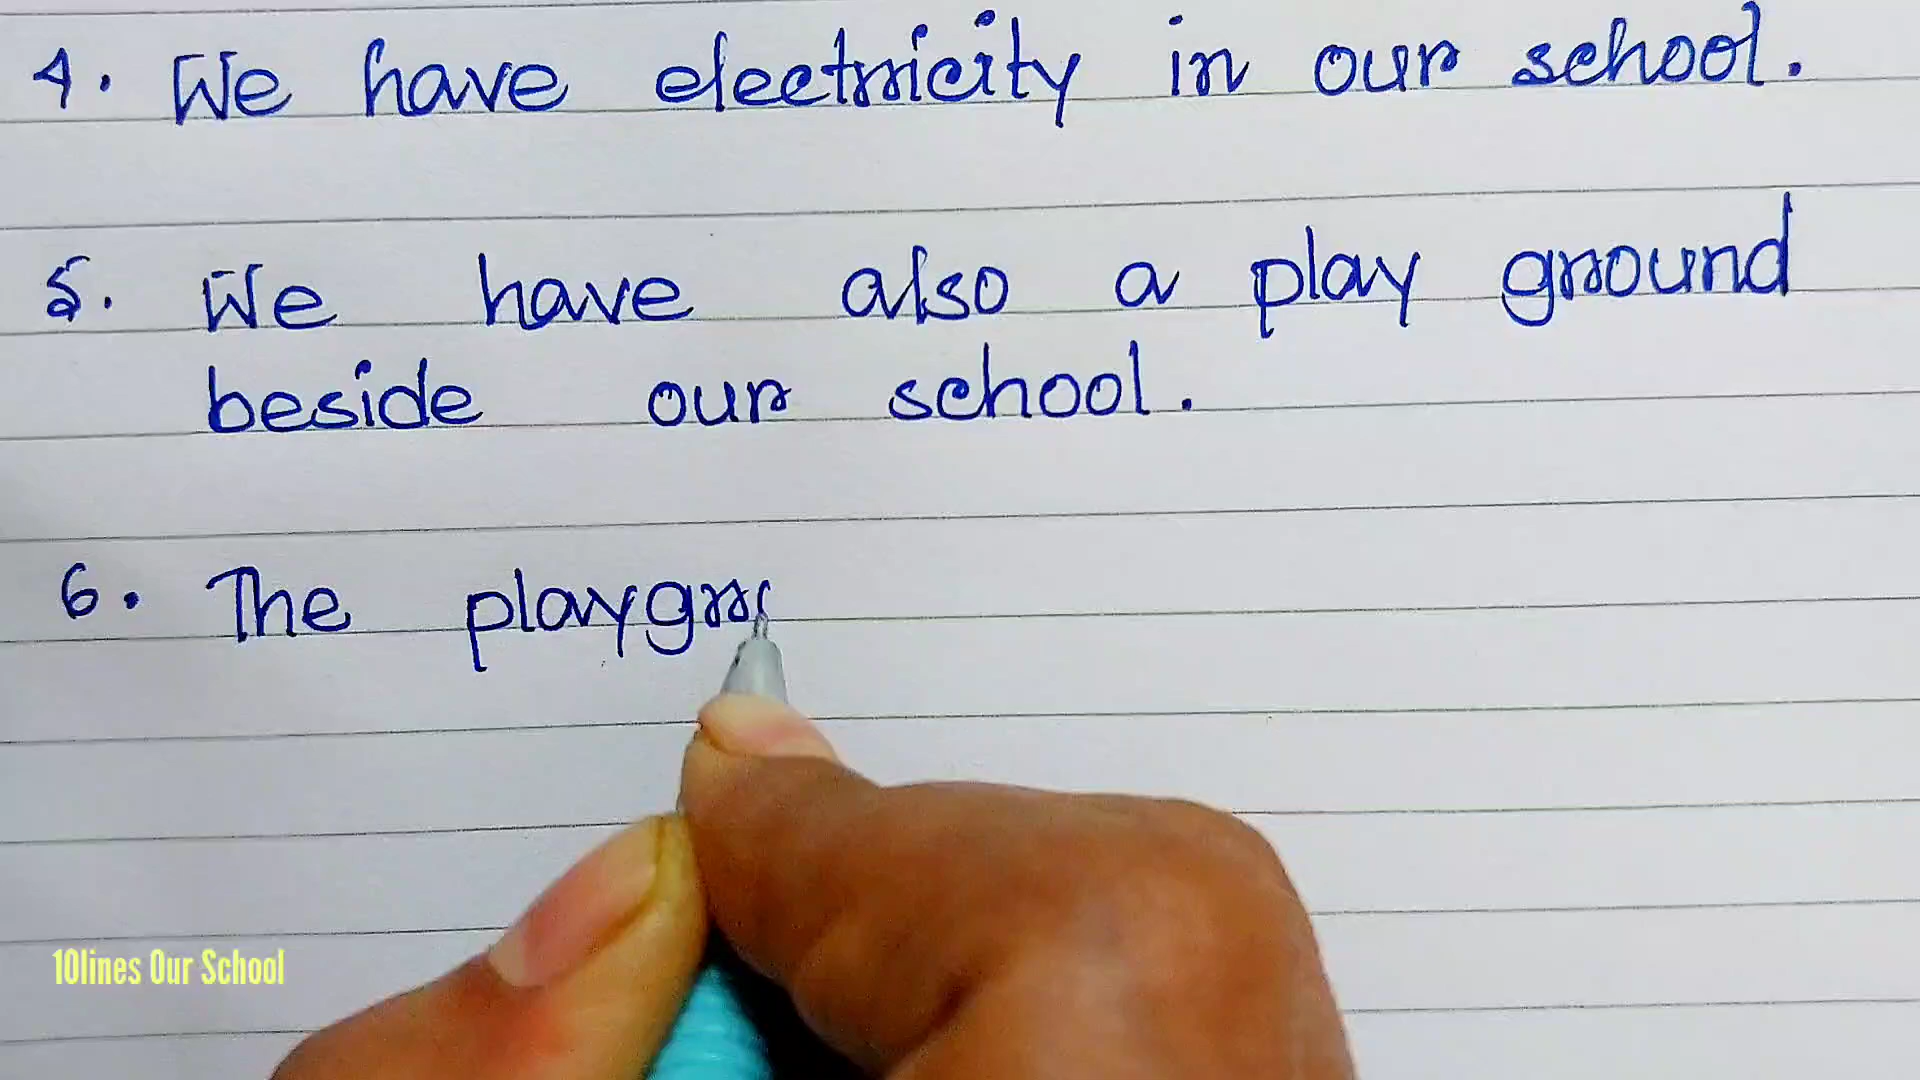 4. We have electricity in our school.
5. We have also a play ground
beside our school.
6. The playgro
10lines Our School